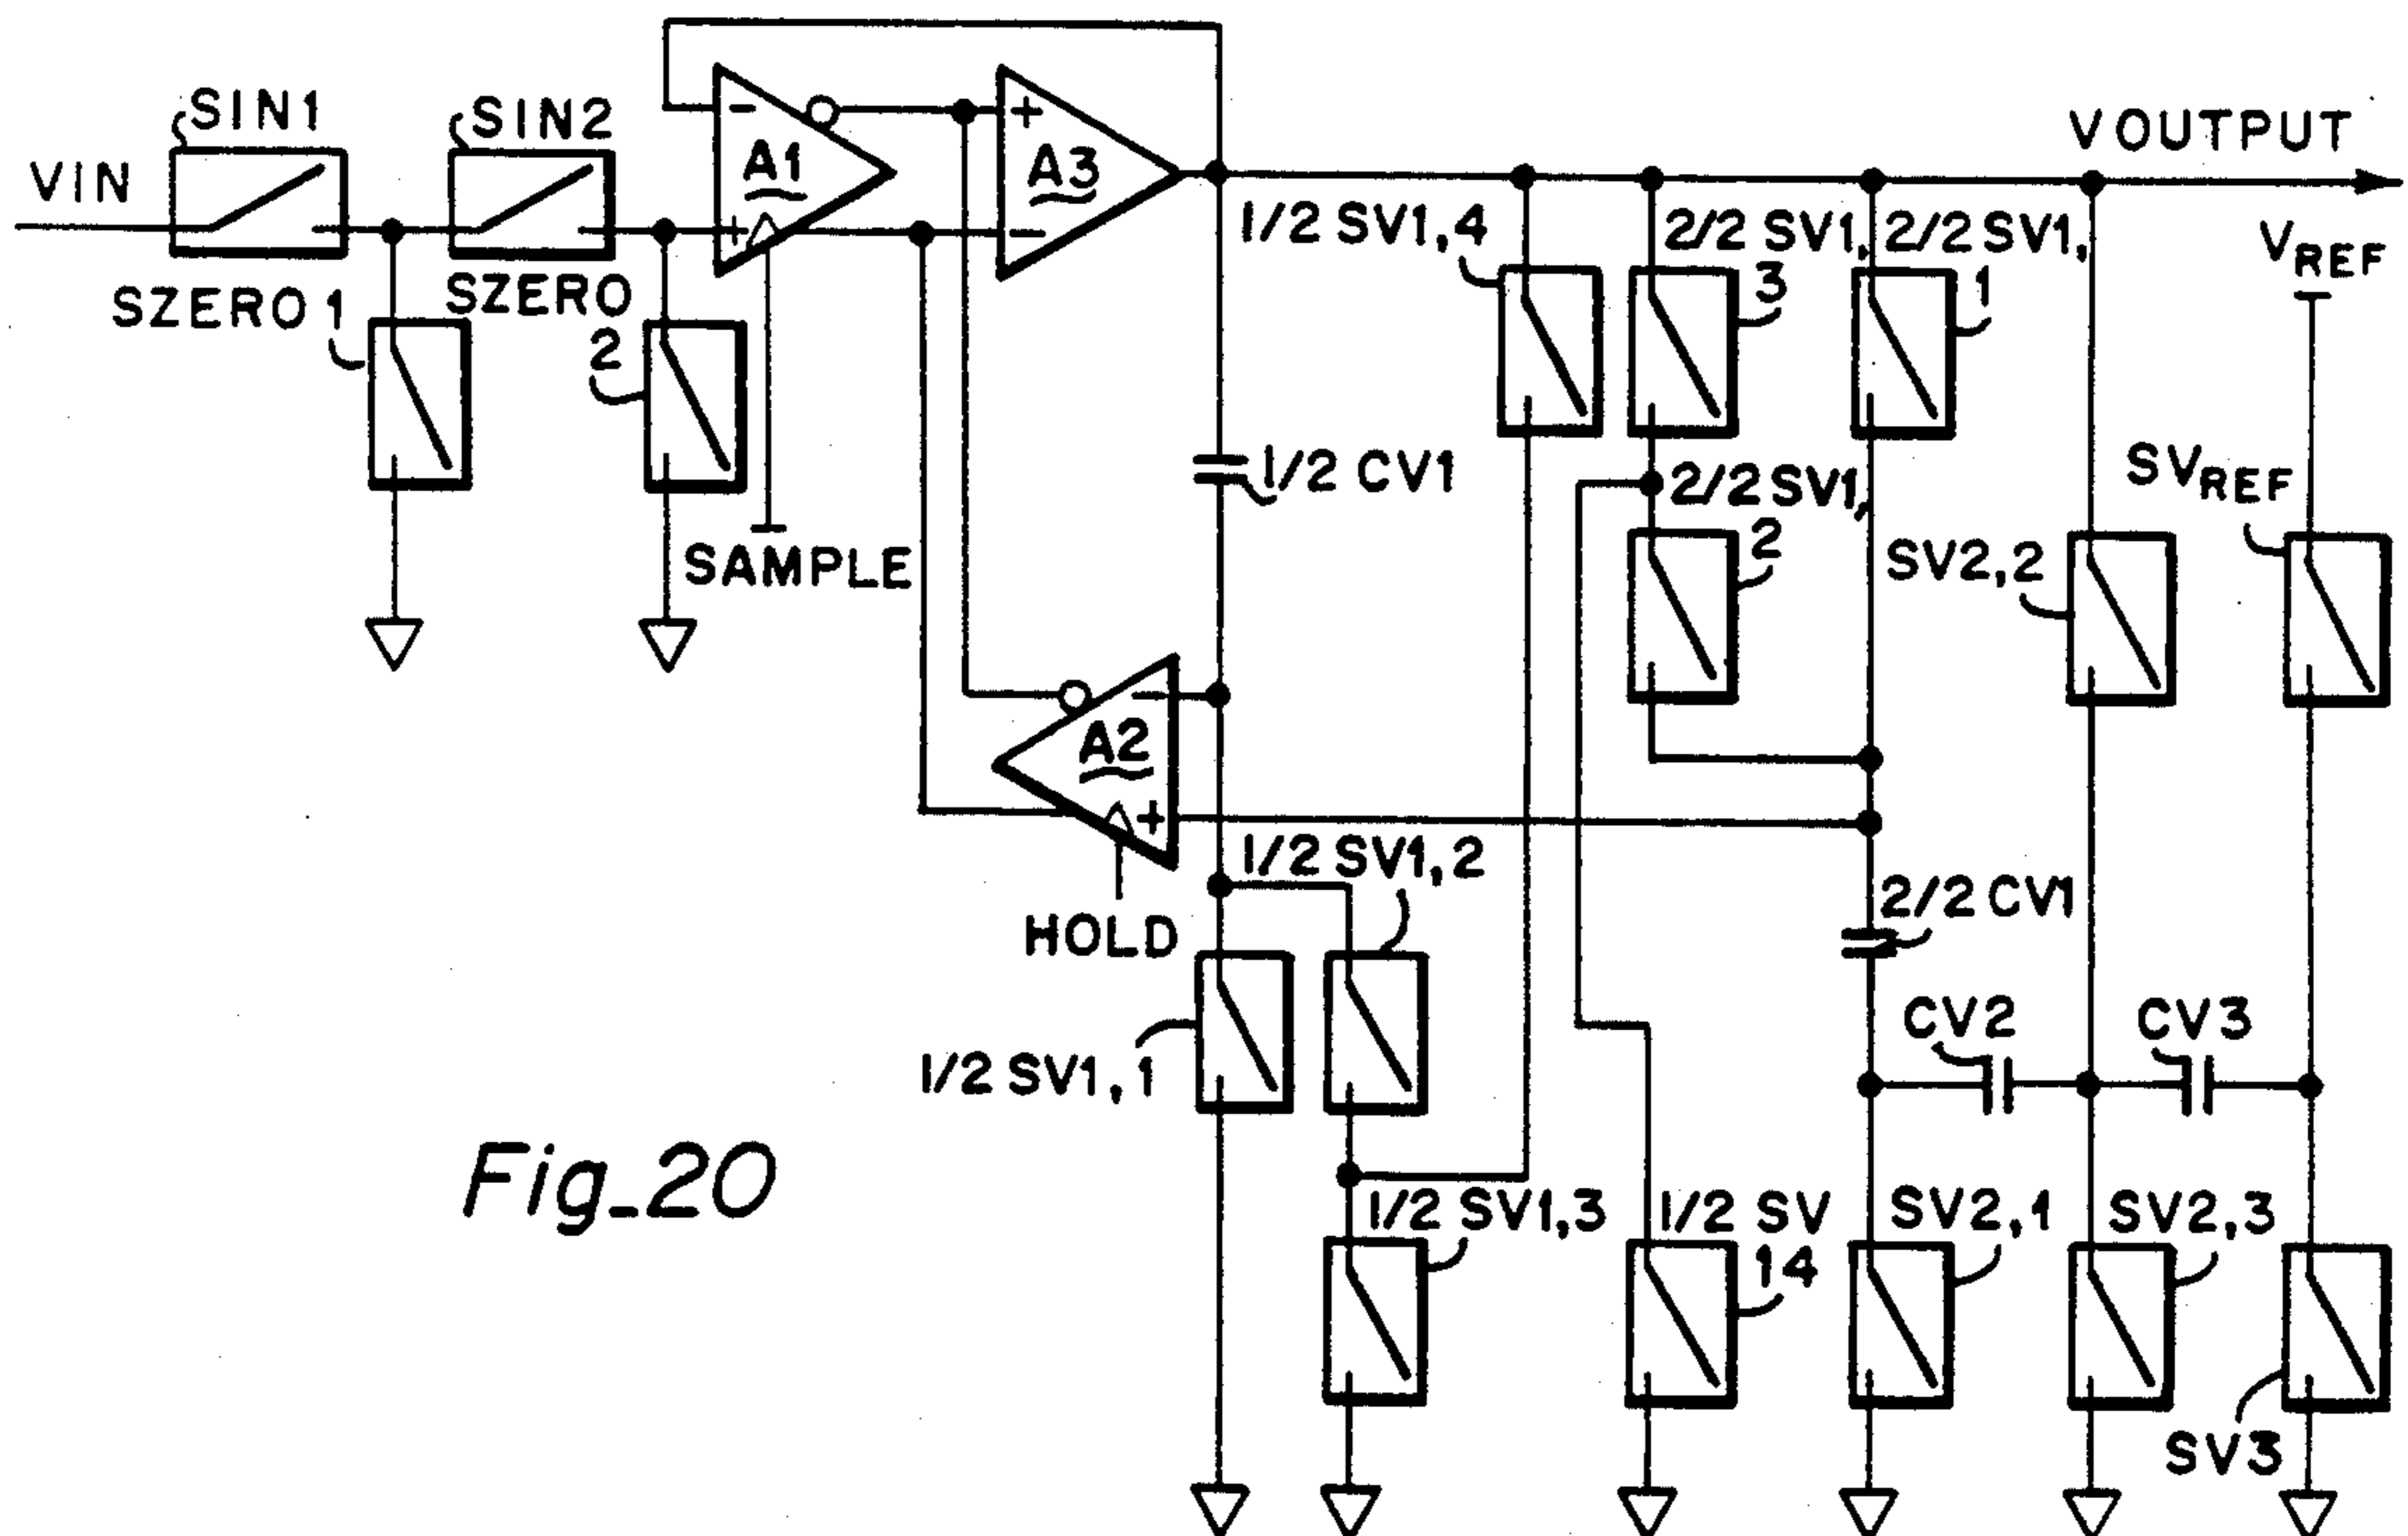 SIN1
SIN2
VIN
A1
A3
- + + -
VOUTPUT
VREF
1/2 SV1,4
2/2 SV1,
3
2/2 SV1,
1
SZERO 1
SZERO
2
SAMPLE
1/2 CV1
2/2 SV1,
2
SVREF
SV2,2
A2
- +
HOLD
1/2 SV1,2
2/2 CV1
1/2 SV1,1
CV2
CV3
Fig_20
1/2 SV1,3
1/2 SV
14
SV2,1
SV2,3
SV3